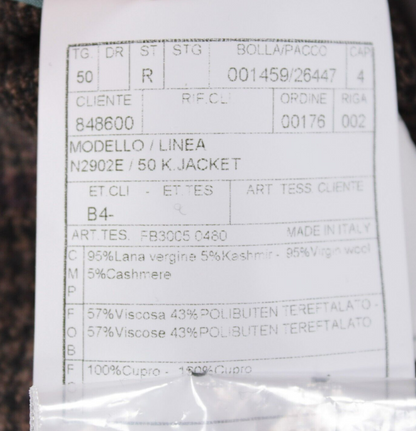 TG. DR ST STG BOLLA/PACCO CAP
50 R 001459/26447 4
CLIENTE RIF.CLI ORDINE RIGA
848600 00176 002
MODELLO / LINEA
N2902E / 50 K.JACKET
ET.CLI - ET.TES ART TESS CLIENTE
B4-
ART.TES. FB3005 0480 MADE IN ITALY
C 95%Lana vergine 5%Kashmir - 95%Virgin wool
M 5%Cashmere
P
F 57%Viscosa 43%POLIBUTEN TEREFTALATO -
O 57%Viscose 43%POLIBUTEN TEREFTALATO
B
F 100%Cupro - 100%Cupro